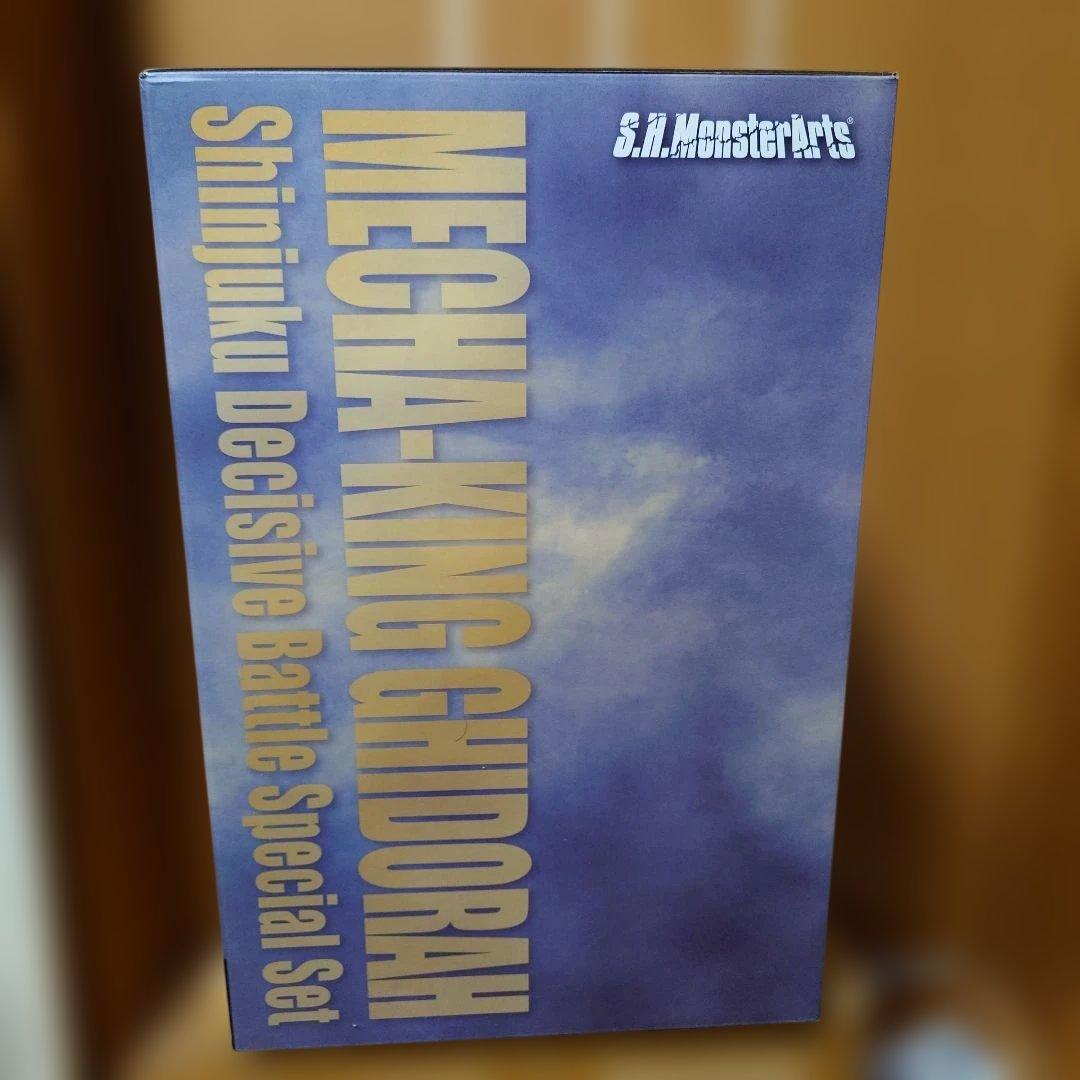 S.H.MonsterArts®
MECHA-KING GHIDORAH
Shinjuku Decisive Battle Special Set